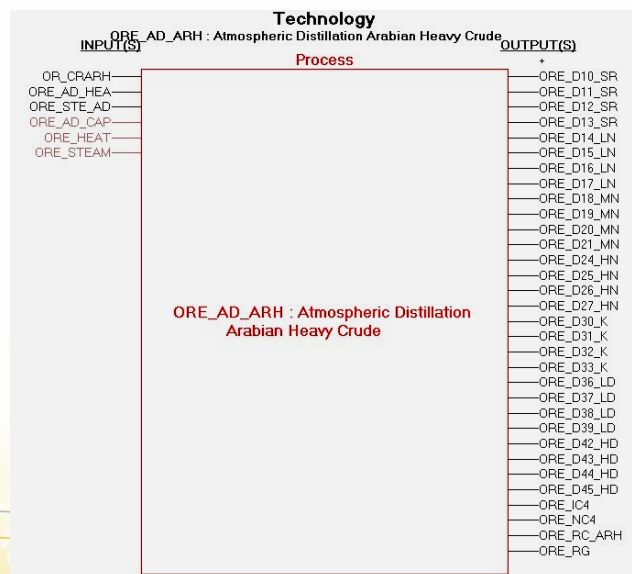 Technology
ORE_AD_ARH : Atmospheric Distillation Arabian Heavy Crude
INPUT(S)
OUTPUT(S)
Process
+
OR_CRARH
ORE_AD_HEA
ORE_STE_AD
ORE_AD_CAP
ORE_HEAT
ORE_STEAM
ORE_AD_ARH : Atmospheric Distillation
Arabian Heavy Crude
ORE_D10_SR
ORE_D11_SR
ORE_D12_SR
ORE_D13_SR
ORE_D14_LN
ORE_D15_LN
ORE_D16_LN
ORE_D17_LN
ORE_D18_MN
ORE_D19_MN
ORE_D20_MN
ORE_D21_MN
ORE_D24_HN
ORE_D25_HN
ORE_D26_HN
ORE_D27_HN
ORE_D30_K
ORE_D31_K
ORE_D32_K
ORE_D33_K
ORE_D36_LD
ORE_D37_LD
ORE_D38_LD
ORE_D39_LD
ORE_D42_HD
ORE_D43_HD
ORE_D44_HD
ORE_D45_HD
ORE_IC4
ORE_NC4
ORE_RC_ARH
ORE_RG